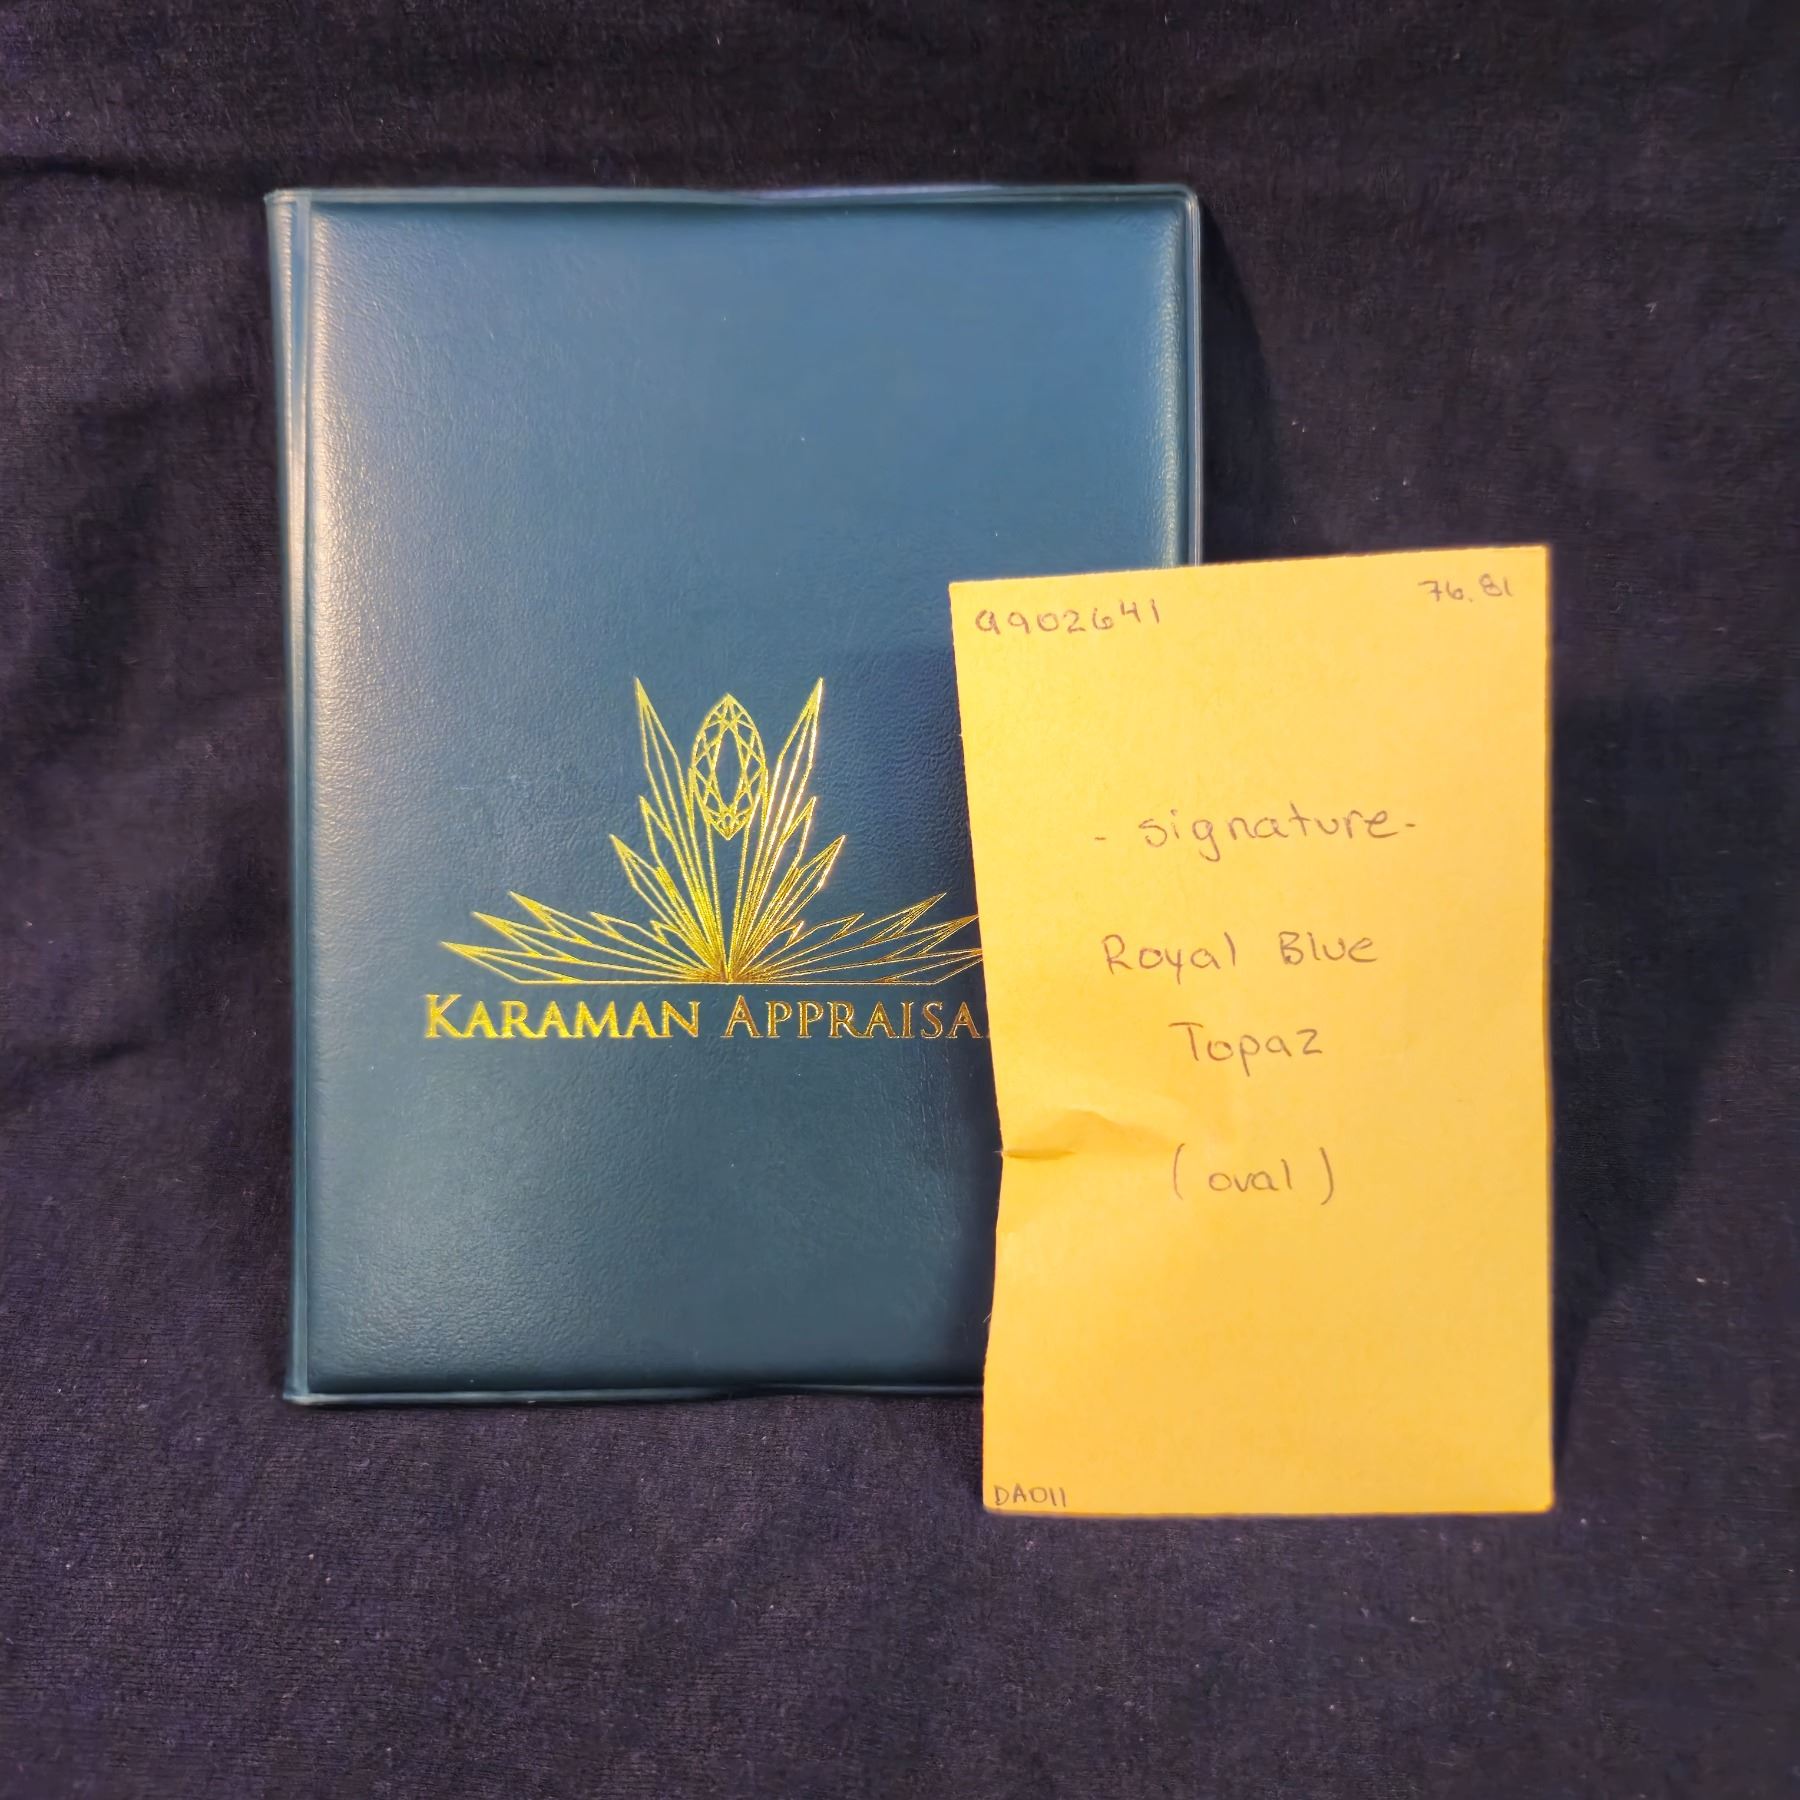 KARAMAN APPRAISA
9902641 76.81
- signature -
Royal Blue
Topaz
(oval)
DA011